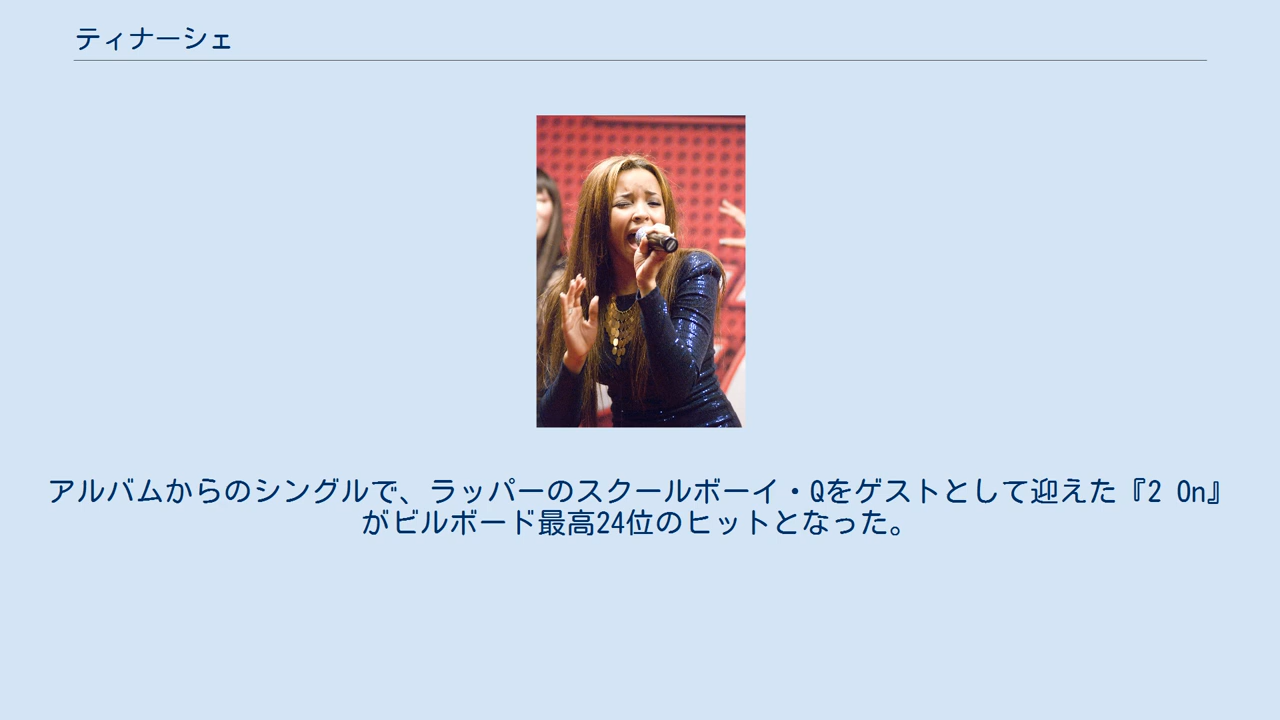 ティナーシェ
アルバムからのシングルで、ラッパーのスクールボーイ・Qをゲストとして迎えた『2 On』
がビルボード最高24位のヒットとなった。